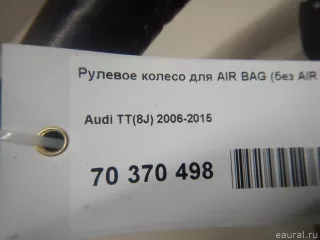 Рулевое колесо для AIR BAG (без AIR
Audi TT(8J) 2006-2015
70 370 498
eaural.ru